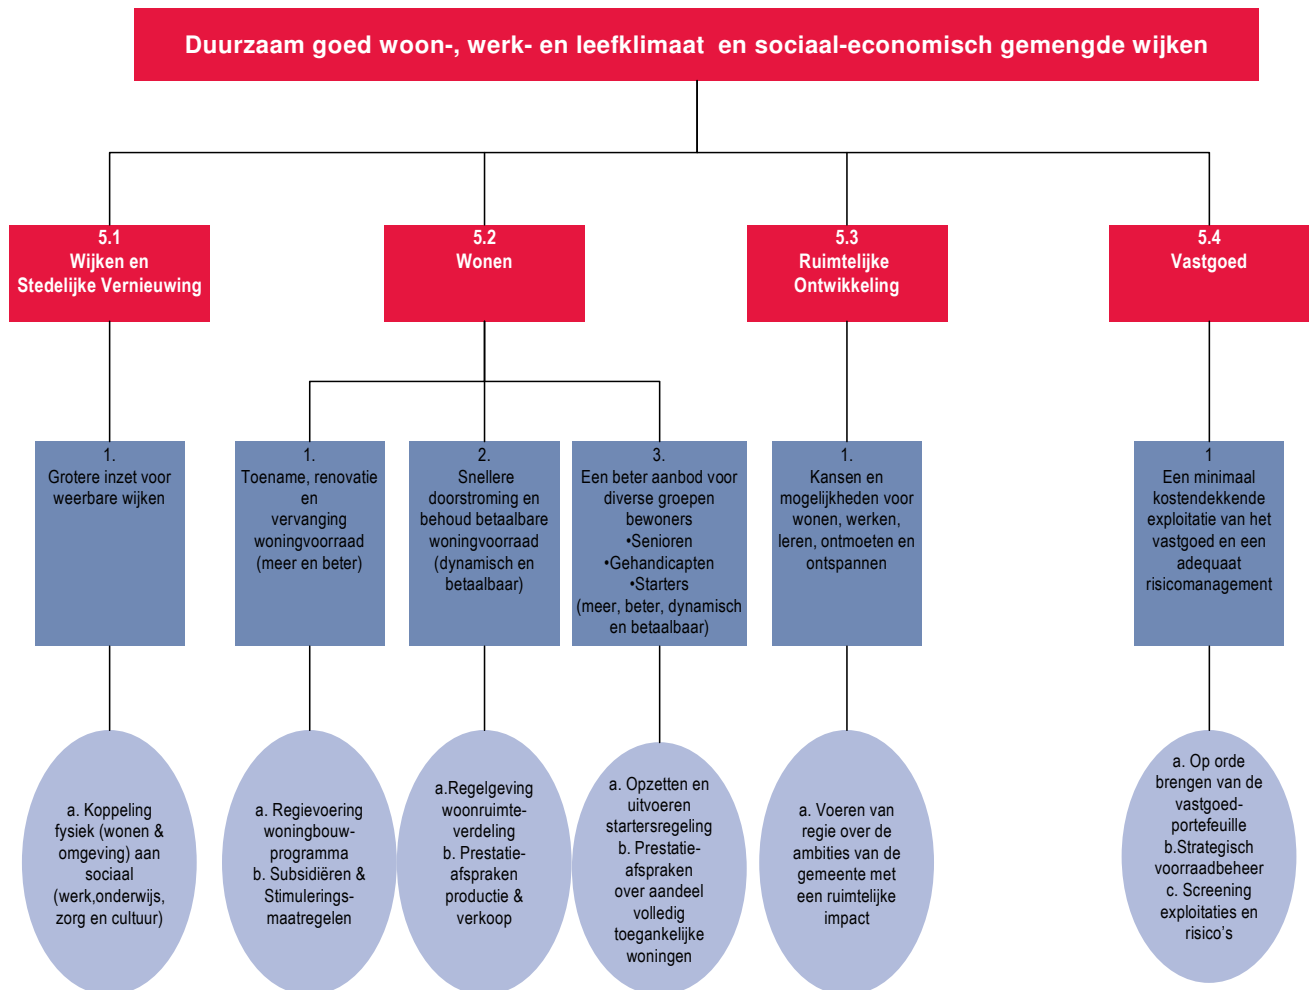 Duurzaam goed woon-, werk- en leefklimaat en sociaal-economisch gemengde wijken
5.1
Wijken en
Stedelijke Vernieuwing
5.2
Wonen
5.3
Ruimtelijke
Ontwikkeling
5.4
Vastgoed
1.
Grotere inzet voor
weerbare wijken
1.
Toename, renovatie
en
vervanging
woningvoorraad
(meer en beter)
2.
Snellere
doorstroming en
behoud betaalbare
woningvoorraad
(dynamisch en
betaalbaar)
3.
Een beter aanbod voor
diverse groepen
bewoners
•Senioren
•Gehandicapten
•Starters
(meer, beter, dynamisch
en betaalbaar)
1.
Kansen en
mogelijkheden voor
wonen, werken,
leren, ontmoeten en
ontspannen
1
Een minimaal
kostendekkende
exploitatie van het
vastgoed en een
adequaat
risicomanagement
a. Koppeling
fysiek (wonen &
omgeving) aan
sociaal
(werk,onderwijs,
zorg en cultuur)
a. Regievoering
woningbouw-
programma
b. Subsidiëren &
Stimulerings-
maatregelen
a.Regelgeving
woonruimte-
verdeling
b. Prestatie-
afspraken
productie &
verkoop
a. Opzetten en
uitvoeren
startersregeling
b. Prestatie-
afspraken
over aandeel
volledig
toegankelijke
woningen
a. Voeren van
regie over de
ambities van de
gemeente met
een ruimtelijke
impact
a. Op orde
brengen van de
vastgoed-
portefeuille
b.Strategisch
voorraadbeheer
c. Screening
exploitaties en
risico's